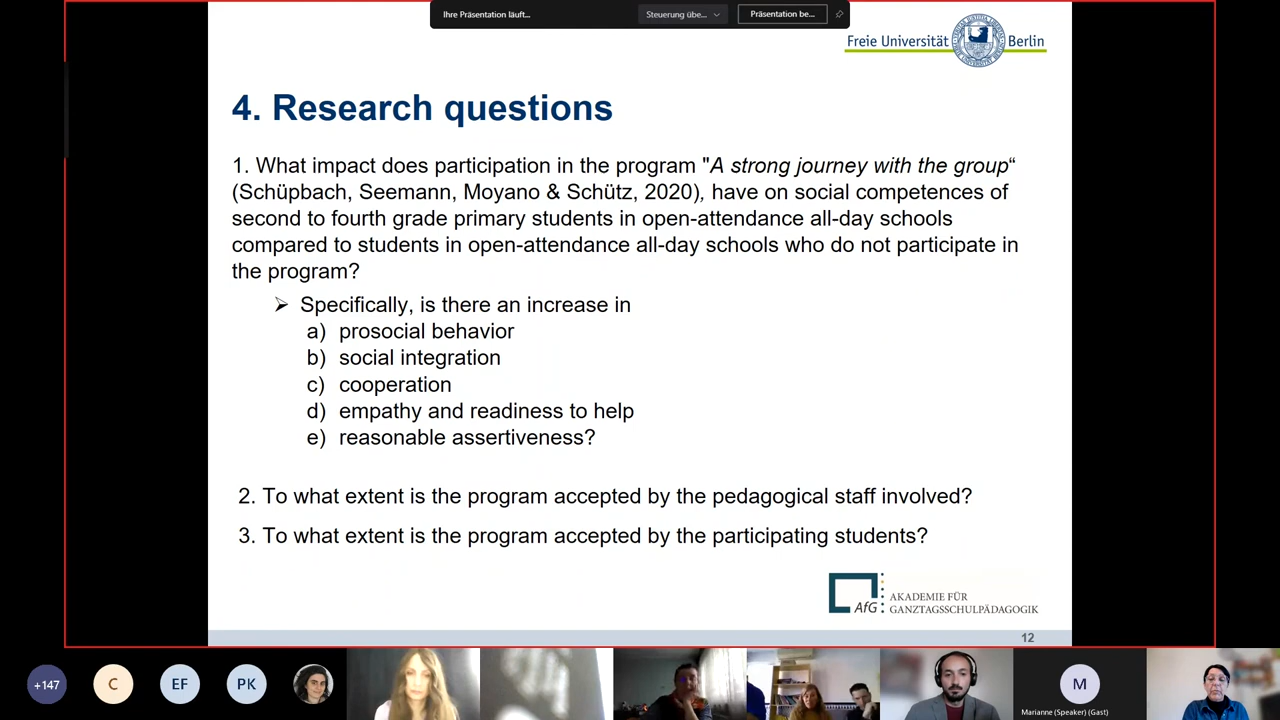 Ihre Präsentation läuft...
Steuerung übe...
Präsentation be...
Freie Universität Berlin
4. Research questions
1. What impact does participation in the program "A strong journey with the group“
(Schüpbach, Seemann, Moyano & Schütz, 2020), have on social competences of
second to fourth grade primary students in open-attendance all-day schools
compared to students in open-attendance all-day schools who do not participate in
the program?
➢ Specifically, is there an increase in
a) prosocial behavior
b) social integration
c) cooperation
d) empathy and readiness to help
e) reasonable assertiveness?
2. To what extent is the program accepted by the pedagogical staff involved?
3. To what extent is the program accepted by the participating students?
AfG
AKADEMIE FÜR
GANZTAGSSCHULPÄDAGOGIK
12
+147
C
EF
PK
M
Marianne (Speaker) (Gast)